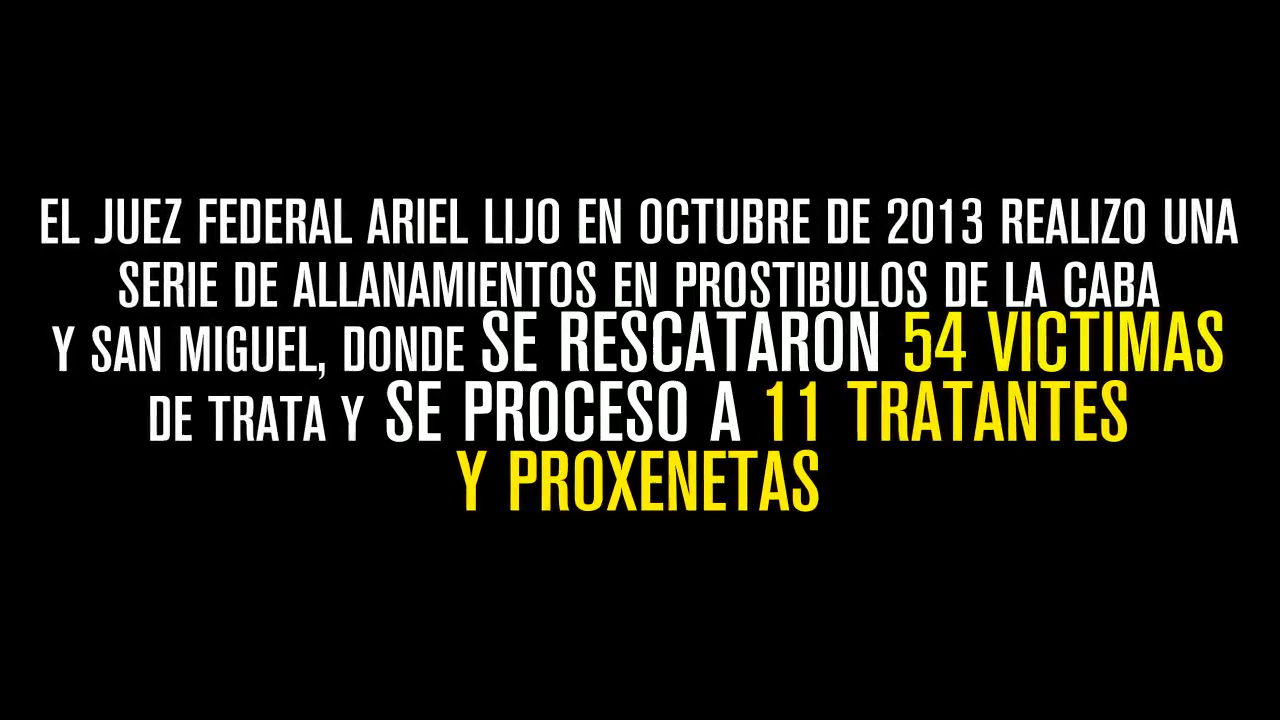 EL JUEZ FEDERAL ARIEL LIJO EN OCTUBRE DE 2013 REALIZO UNA
SERIE DE ALLANAMIENTOS EN PROSTIBULOS DE LA CABA
Y SAN MIGUEL, DONDE SE RESCATARON 54 VICTIMAS
DE TRATA Y SE PROCESO A 11 TRATANTES
Y PROXENETAS